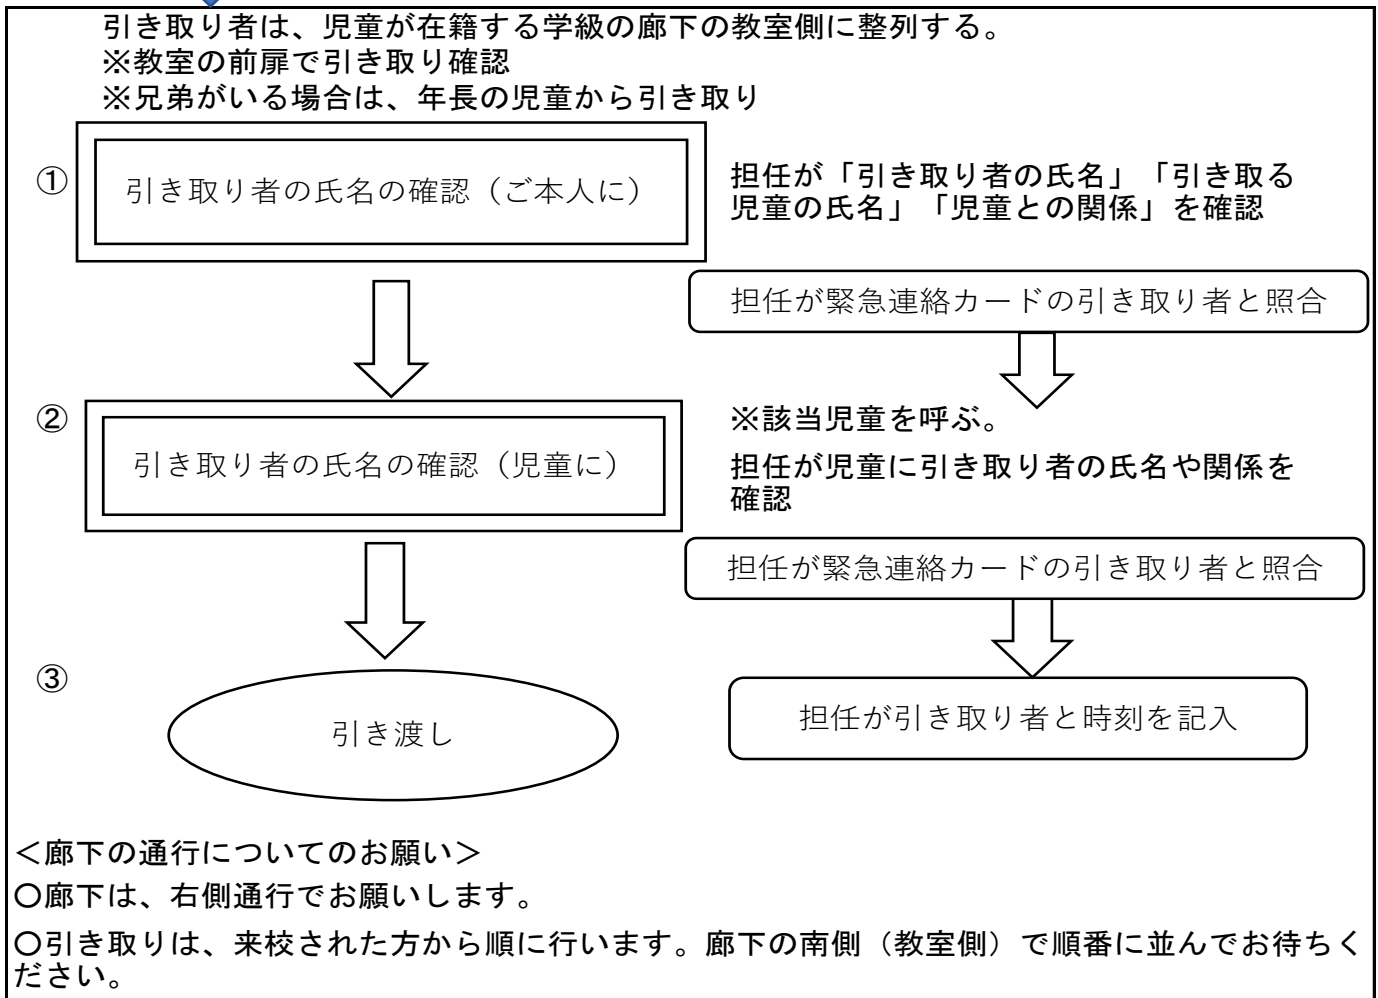 引き取り者は、児童が在籍する学級の廊下の教室側に整列する。
※教室の前扉で引き取り確認
※兄弟がいる場合は、年長の児童から引き取り
①
引き取り者の氏名の確認（ご本人に）
担任が「引き取り者の氏名」「引き取る
児童の氏名」「児童との関係」を確認
担任が緊急連絡カードの引き取り者と照合
②
引き取り者の氏名の確認（児童に）
※該当児童を呼ぶ。
担任が児童に引き取り者の氏名や関係を
確認
担任が緊急連絡カードの引き取り者と照合
③
引き渡し
担任が引き取り者と時刻を記入
＜廊下の通行についてのお願い＞
〇廊下は、右側通行でお願いします。
〇引き取りは、来校された方から順に行います。廊下の南側（教室側）で順番に並んでお待ちく
ださい。